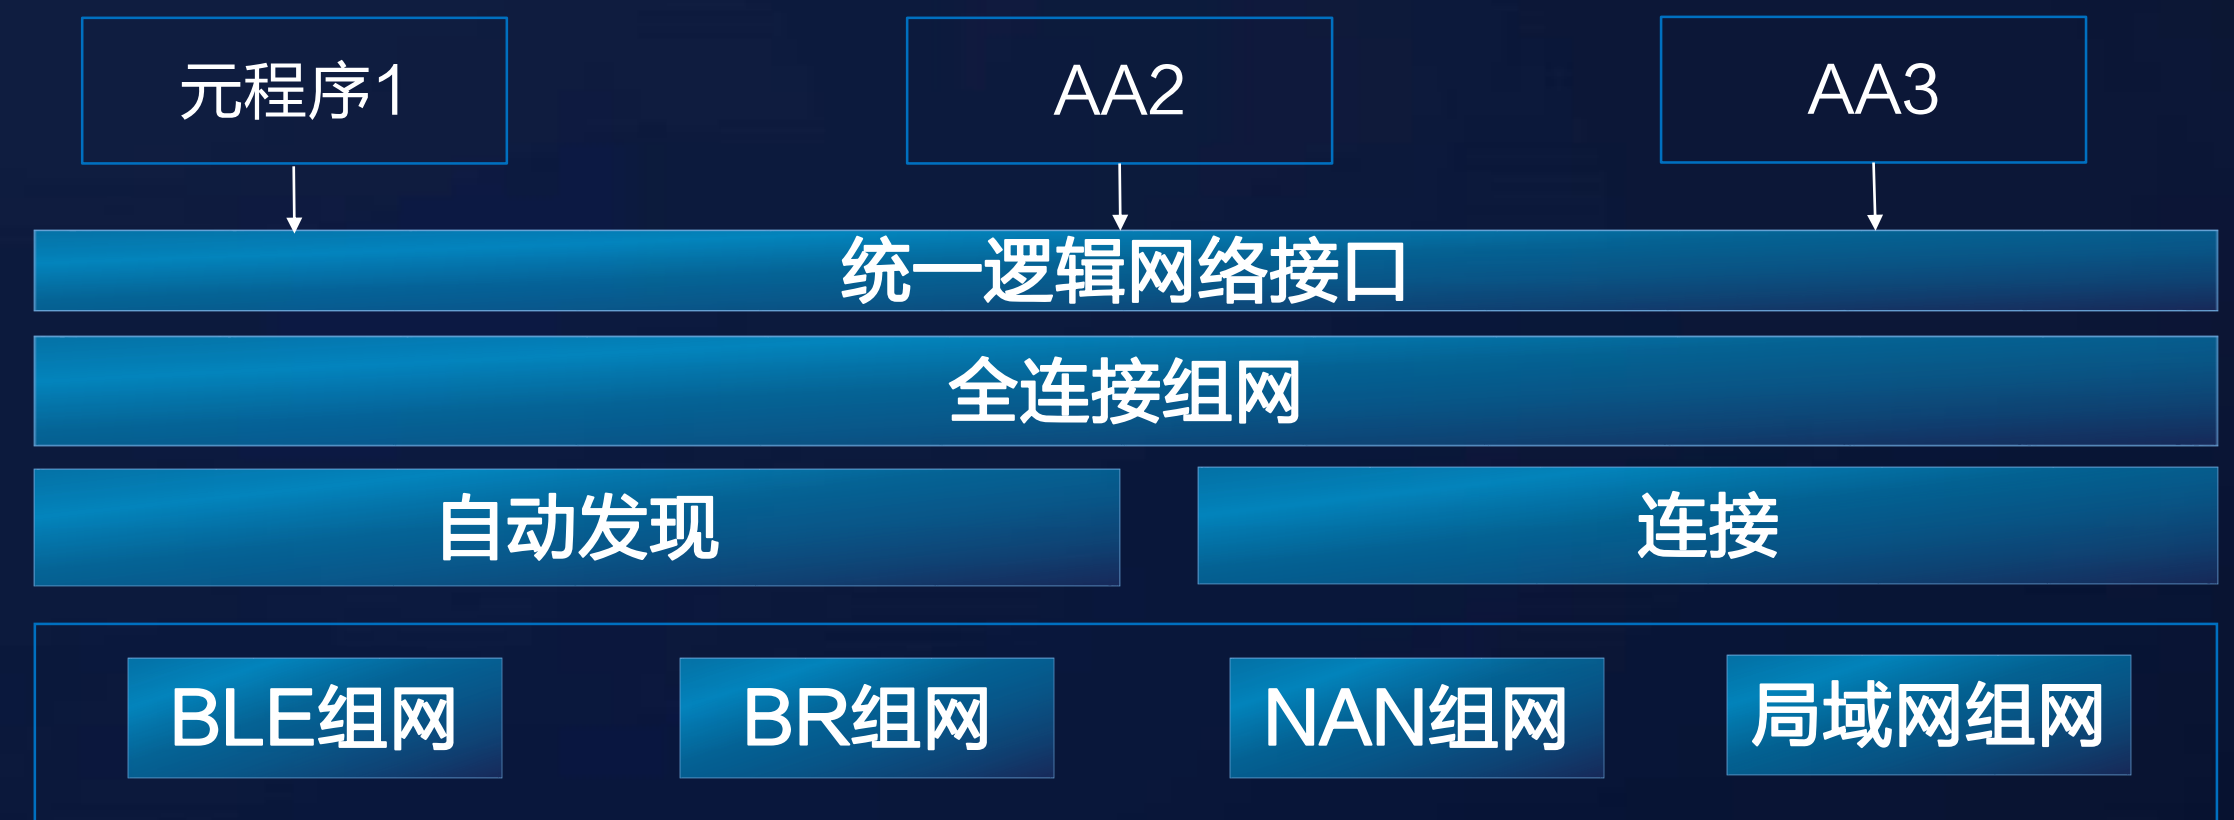 元程序1
AA2
AA3
统一逻辑网络接口
全连接组网
自动发现
连接
BLE组网
BR组网
NAN组网
局域网组网